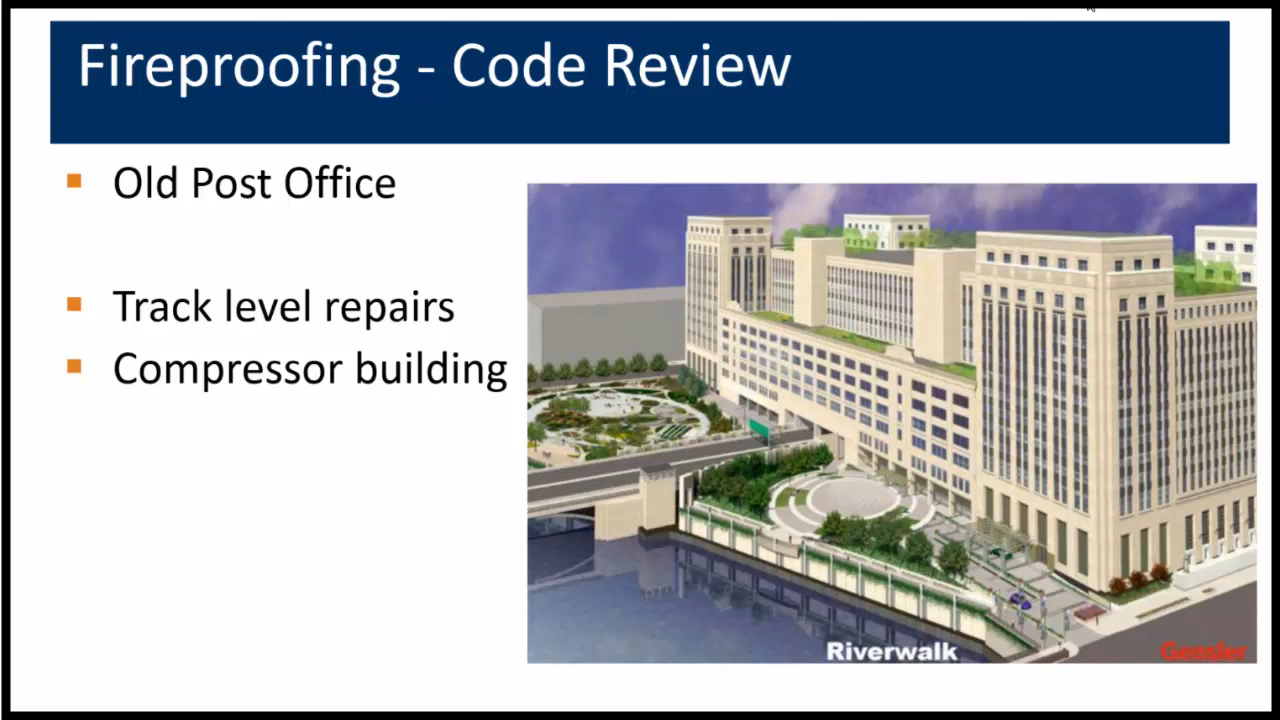 Fireproofing - Code Review
Old Post Office
Track level repairs
Compressor building
Riverwalk
Gensler